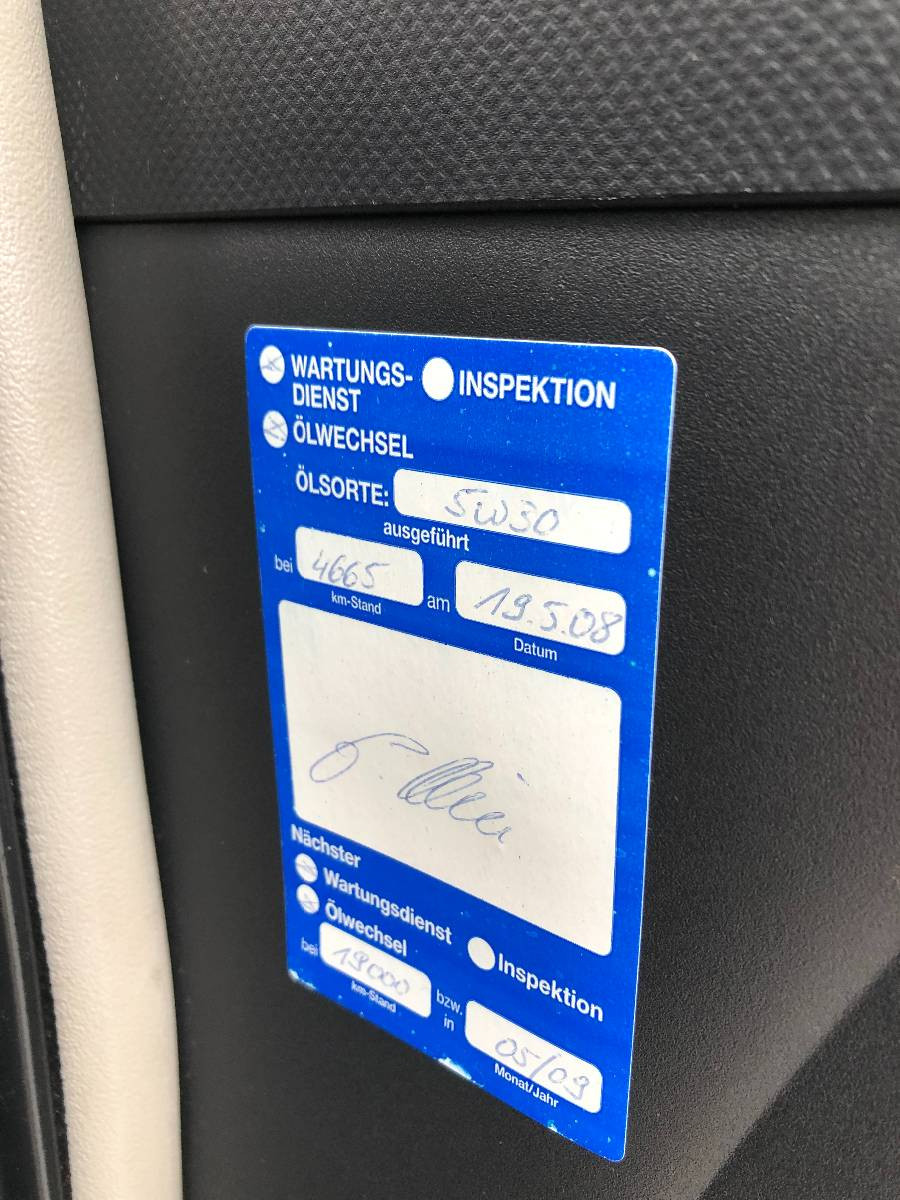 WARTUNGS-
DIENST
INSPEKTION
ÖLWECHSEL
ÖLSORTE: 5W30
ausgeführt
bei 4665 am 19.5.08
km-Stand Datum
Nächster
Wartungsdienst
Ölwechsel
Inspektion
bei 19000 bzw. in 05/09
km-Stand Monat/Jahr